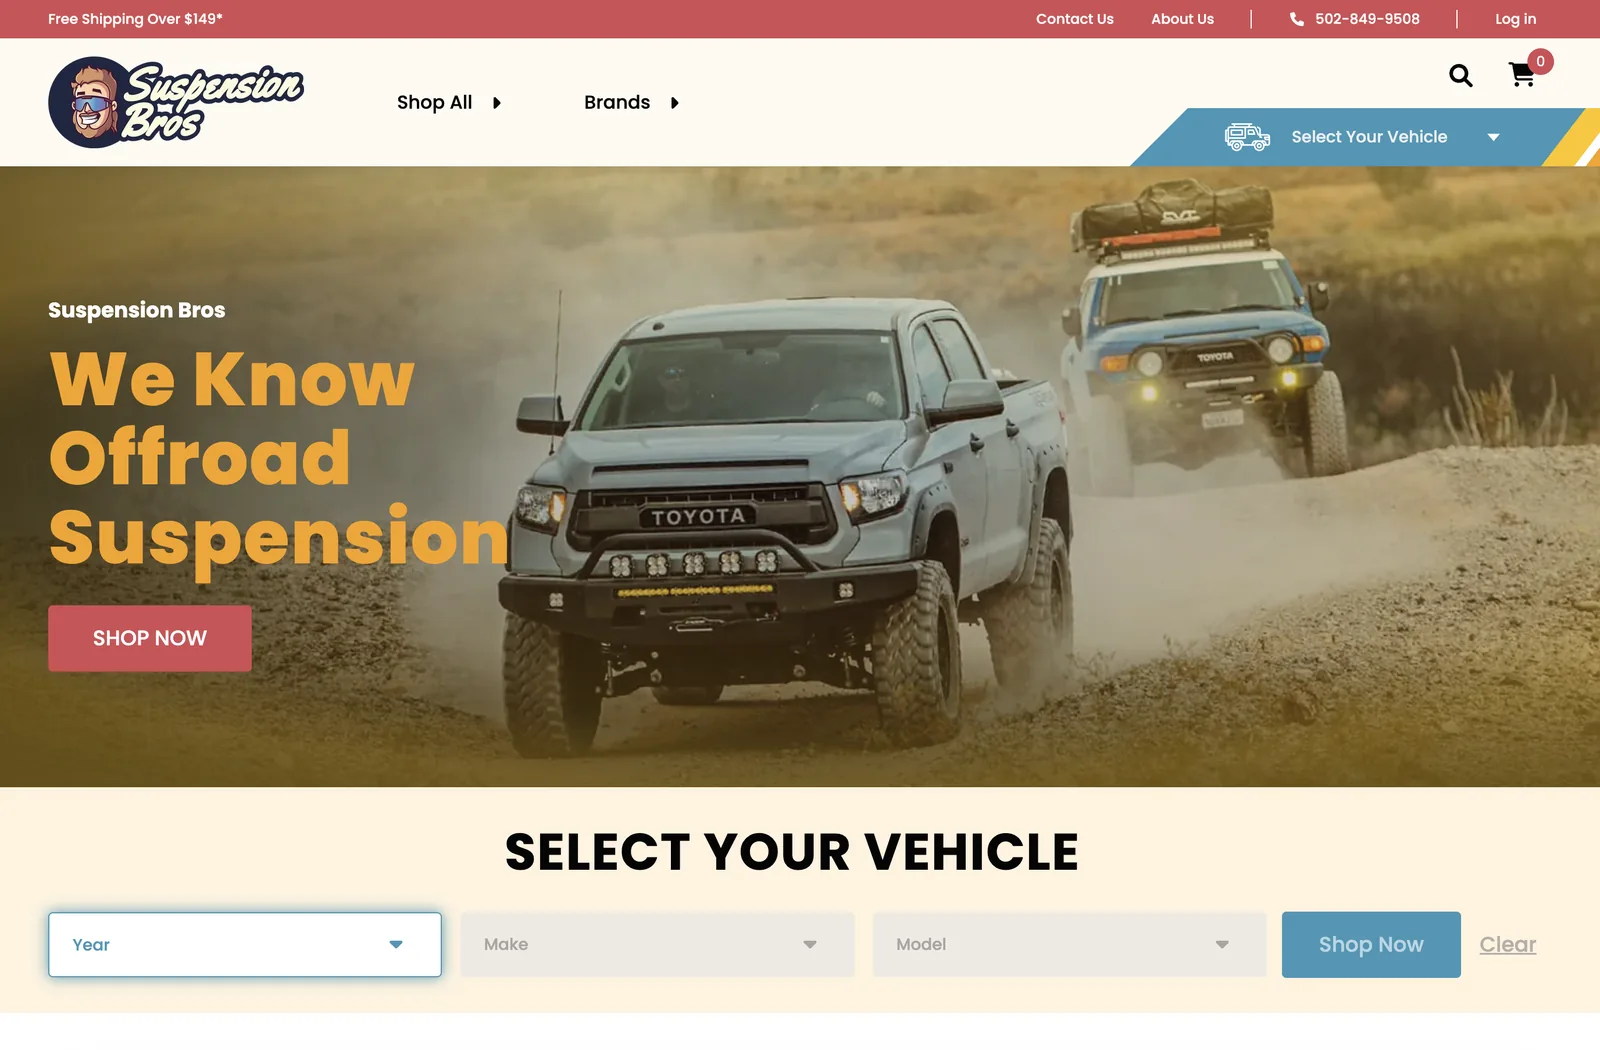 Free Shipping Over $149*
Contact Us
About Us
502-849-9508
Log in
Suspension
Bros
Shop All
Brands
0
Select Your Vehicle
Suspension Bros
We Know
Offroad
Suspension
SHOP NOW
TOYOTA
TOYOTA
SELECT YOUR VEHICLE
Year
Make
Model
Shop Now
Clear